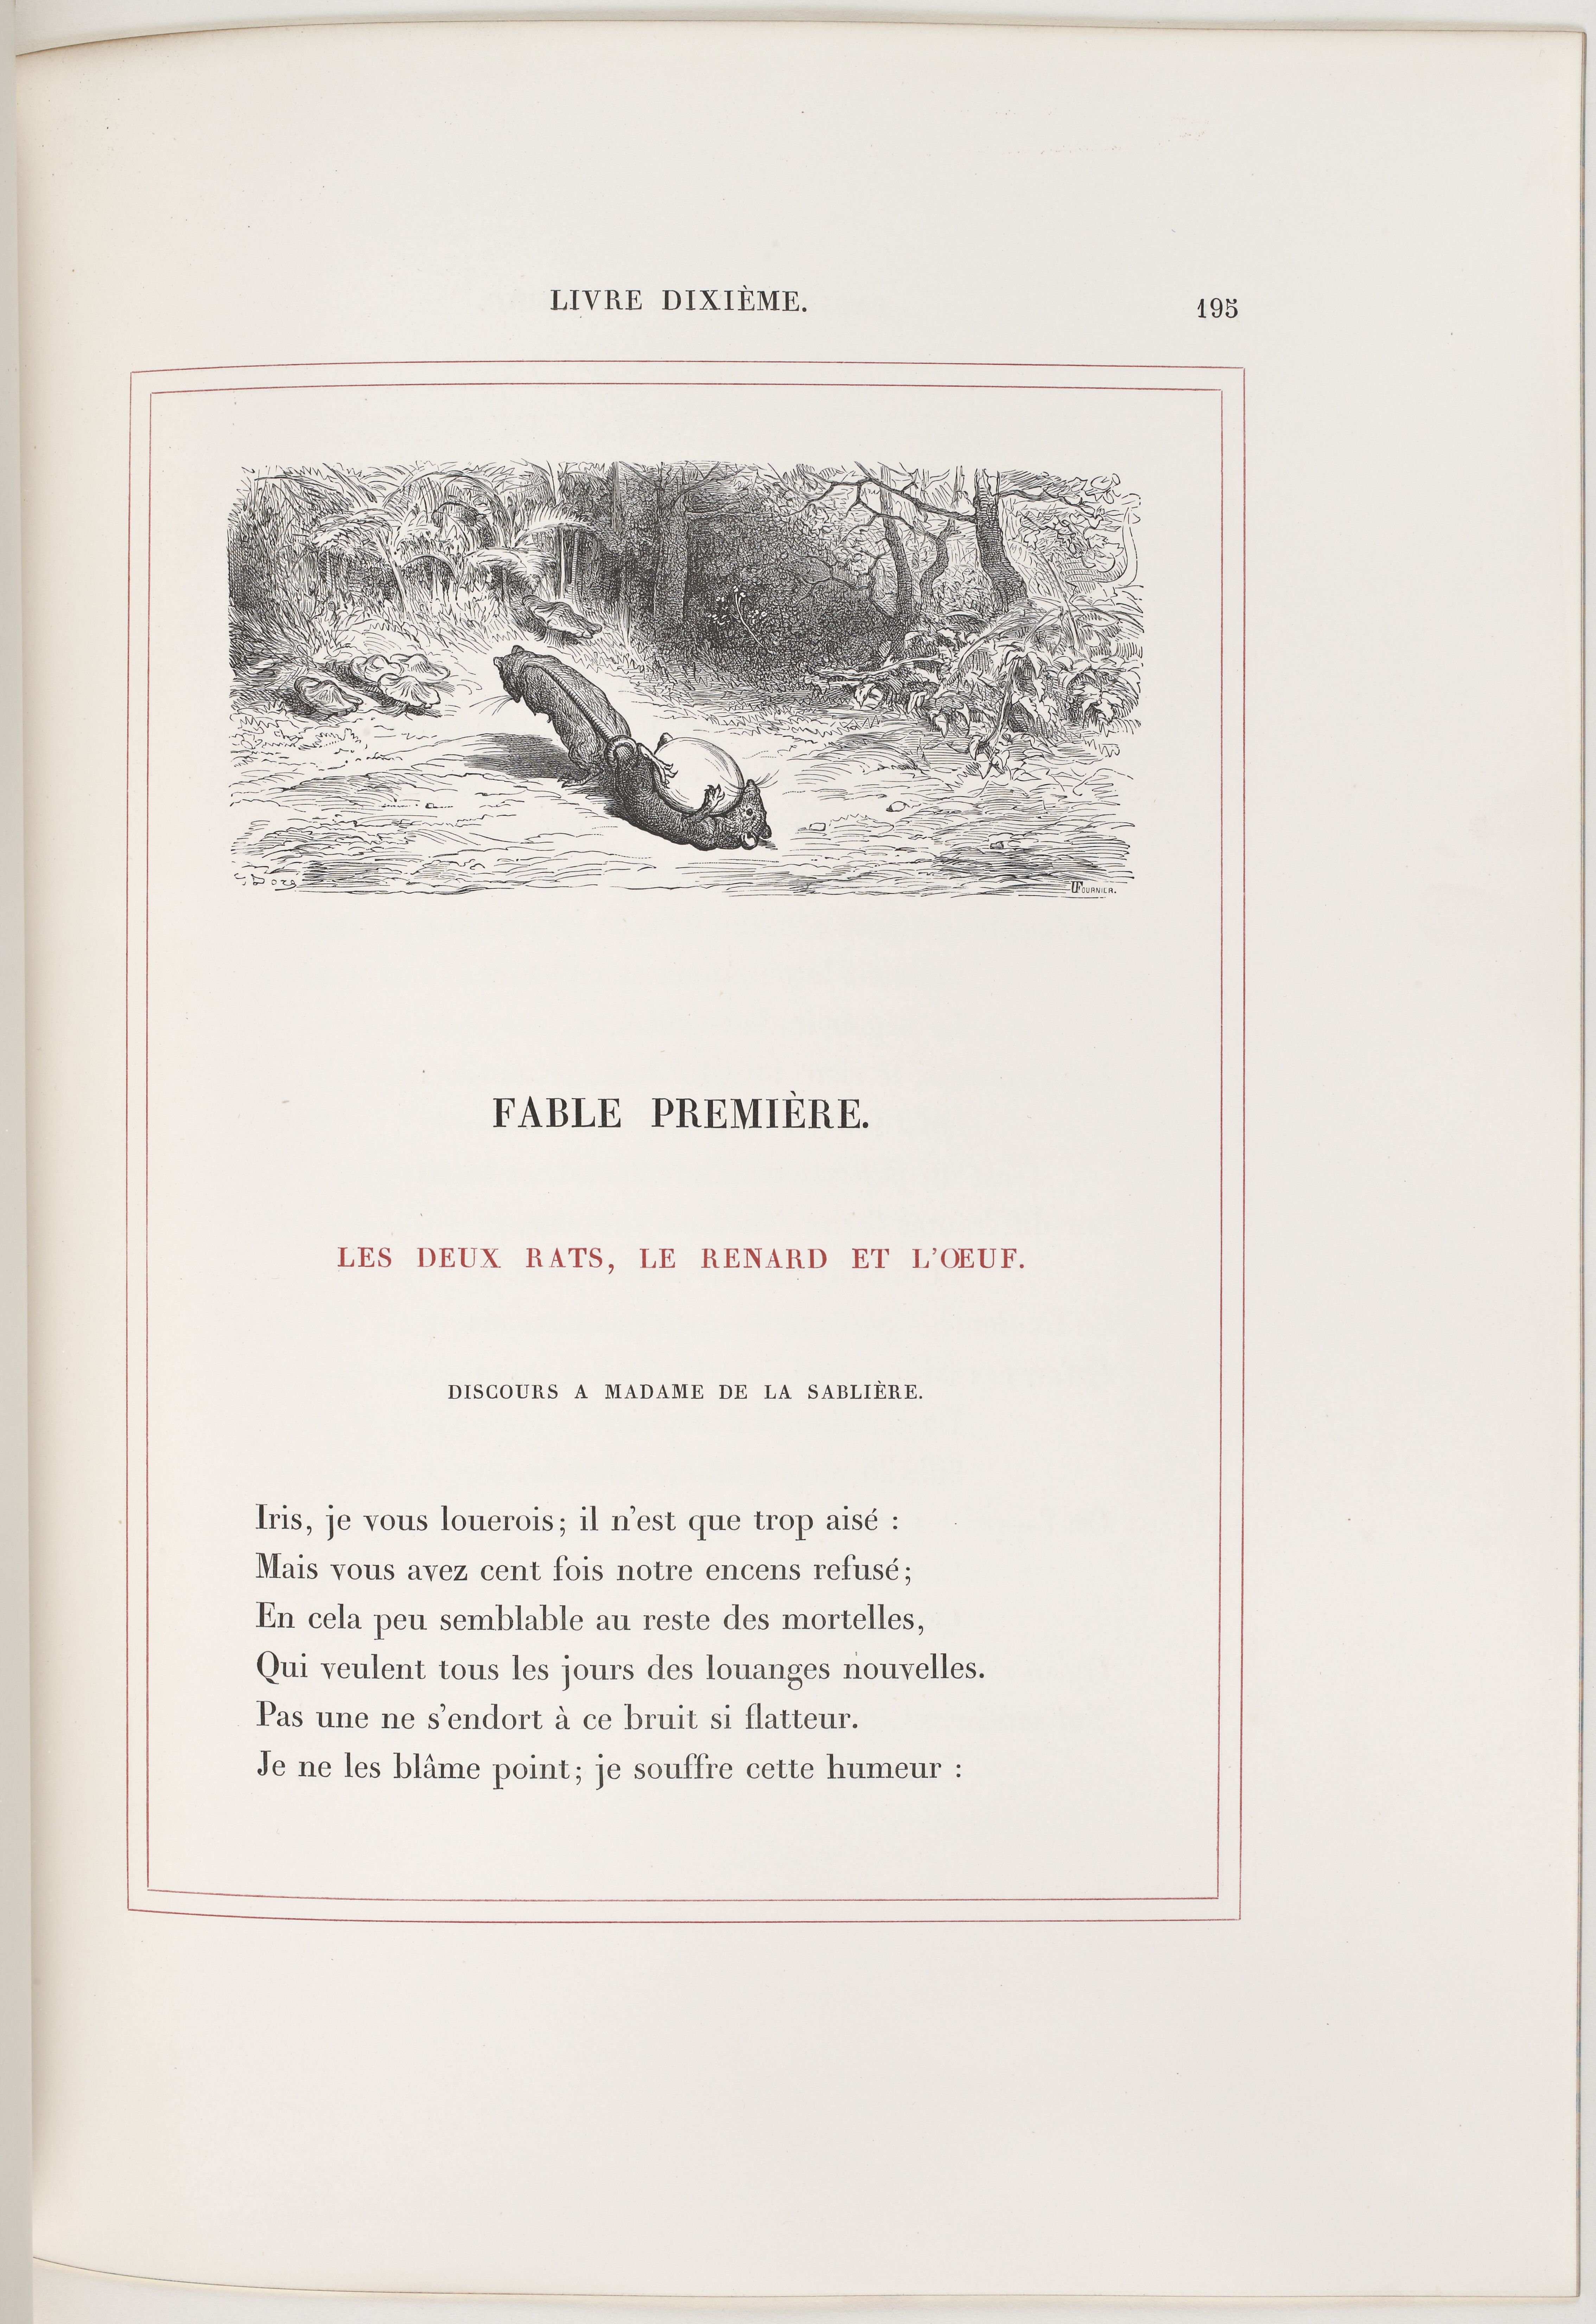 LIVRE DIXIÈME.
195
G Doré
FOURNIER.
FABLE PREMIÈRE.
LES DEUX RATS, LE RENARD ET L'ŒUF.
DISCOURS A MADAME DE LA SABLIÈRE.
Iris, je vous louerois; il n'est que trop aisé :
Mais vous avez cent fois notre encens refusé;
En cela peu semblable au reste des mortelles,
Qui veulent tous les jours des louanges nouvelles.
Pas une ne s'endort à ce bruit si flatteur.
Je ne les blâme point; je souffre cette humeur :